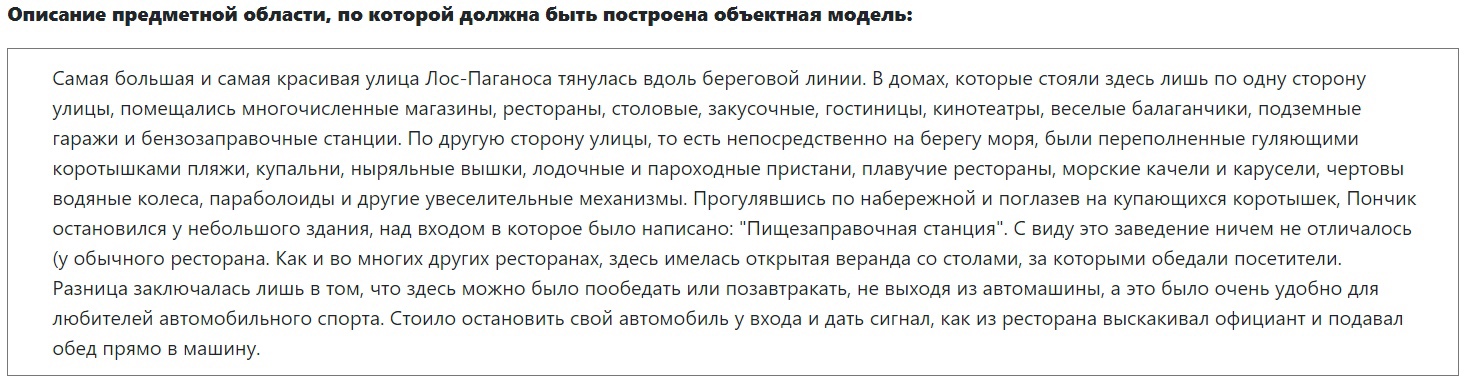 Описание предметной области, по которой должна быть построена объектная модель:
Самая большая и самая красивая улица Лос-Паганоса тянулась вдоль береговой линии. В домах, которые стояли здесь лишь по одну сторону
улицы, помещались многочисленные магазины, рестораны, столовые, закусочные, гостиницы, кинотеатры, веселые балаганчики, подземные
гаражи и бензозаправочные станции. По другую сторону улицы, то есть непосредственно на берегу моря, были переполненные гуляющими
коротышками пляжи, купальни, ныряльные вышки, лодочные и пароходные пристани, плавучие рестораны, морские качели и карусели, чертовы
водяные колеса, параболоиды и другие увеселительные механизмы. Прогулявшись по набережной и поглазев на купающихся коротышек, Пончик
остановился у небольшого здания, над входом в которое было написано: "Пищезаправочная станция". С виду это заведение ничем не отличалось
(у обычного ресторана. Как и во многих других ресторанах, здесь имелась открытая веранда со столами, за которыми обедали посетители.
Разница заключалась лишь в том, что здесь можно было пообедать или позавтракать, не выходя из автомашины, а это было очень удобно для
любителей автомобильного спорта. Стоило остановить свой автомобиль у входа и дать сигнал, как из ресторана выскакивал официант и подавал
обед прямо в машину.